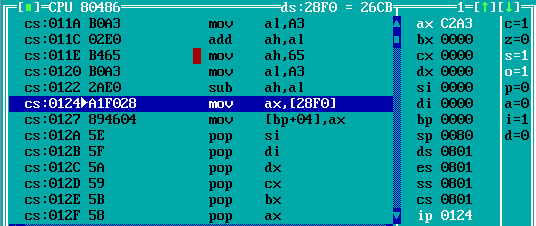 [■]=CPU 80486 ds:28F0 = 26CB 1=[↑][↓]=
cs:011A B0A3 mov al,A3 ax C2A3 c=1
cs:011C 02E0 add ah,al bx 0000 z=0
cs:011E B465 mov ah,65 cx 0000 s=1
cs:0120 B0A3 mov al,A3 dx 0000 o=1
cs:0122 2AE0 sub ah,al si 0000 p=0
cs:0124►A1F028 mov ax,[28F0] di 0000 a=0
cs:0127 894604 mov [bp+04],ax bp 0000 i=1
cs:012A 5E pop si sp 0080 d=0
cs:012B 5F pop di ds 0801
cs:012C 5A pop dx es 0801
cs:012D 59 pop cx ss 0801
cs:012E 5B pop bx cs 0801
cs:012F 58 pop ax ip 0124